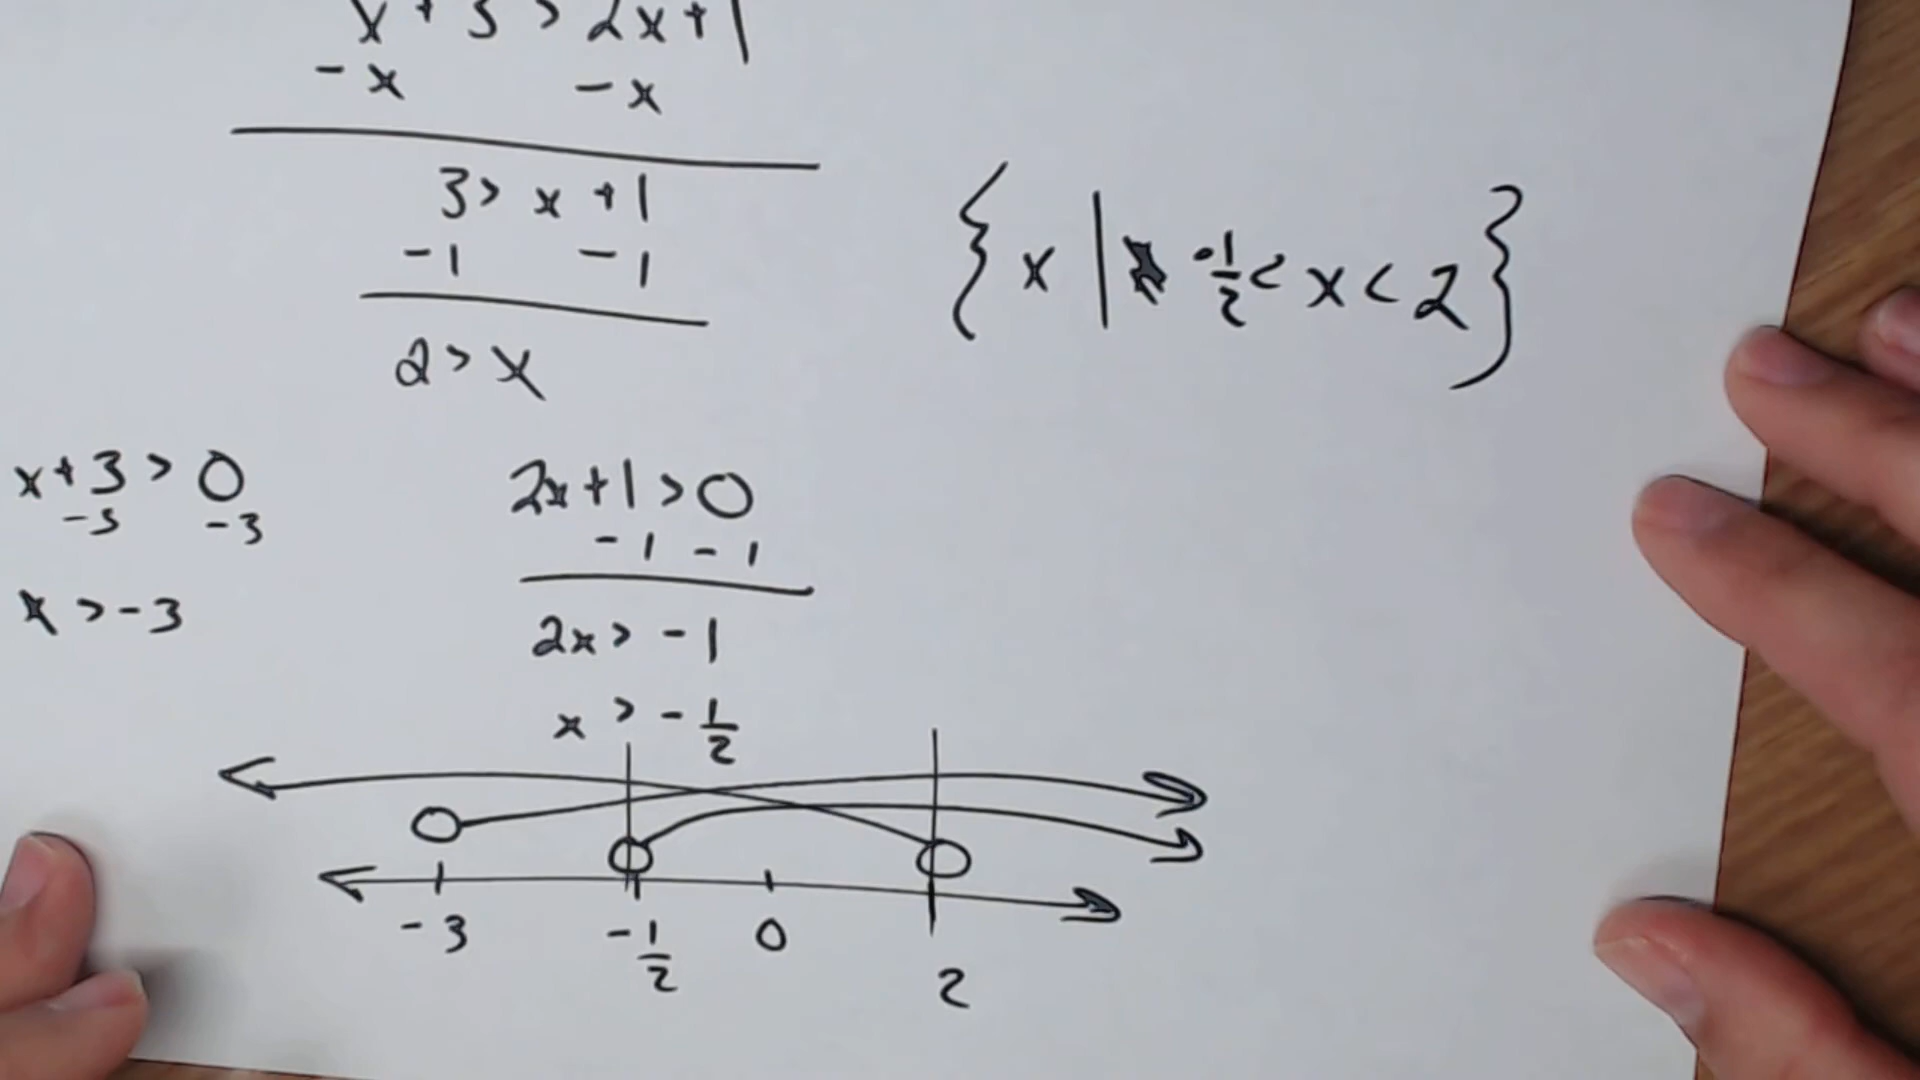 x + 3 > 2x + 1
- x - x
3 > x + 1
- 1 - 1
2 > x
{ x | -1/2 < x < 2 }
x + 3 > 0
- 3 - 3
x > - 3
2x + 1 > 0
- 1 - 1
2x > - 1
x > - 1/2
- 3 - 1/2 0 2